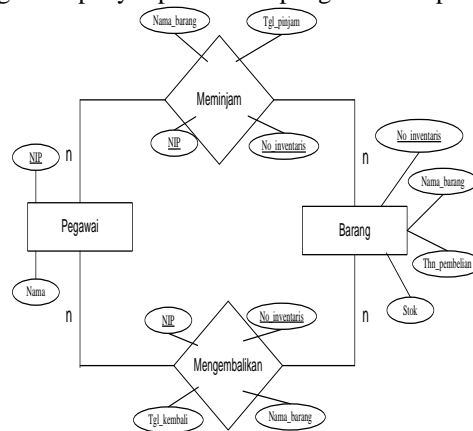 Nama_barang
Tgl_pinjam
Meminjam
NIP
No_inventaris
n
n
NIP
Pegawai
Nama
n
No_inventaris
Nama_barang
Barang
Thn_pembelian
Stok
n
NIP
No_inventaris
Mengembalikan
Tgl_kembali
Nama_barang